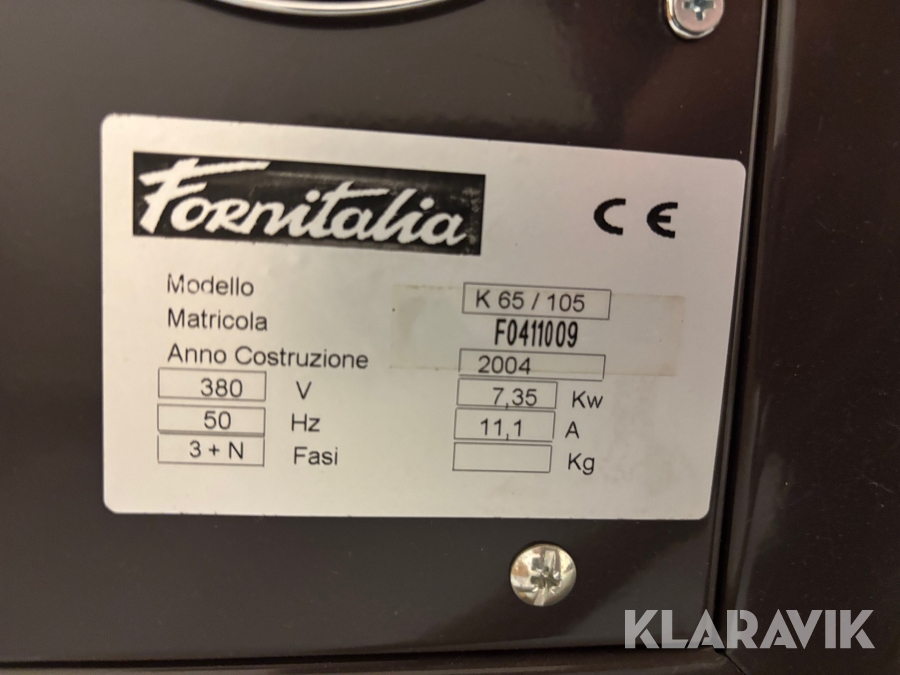 Fornitalia
CE
Modello K 65 / 105
Matricola F0411009
Anno Costruzione 2004
380 V 7,35 Kw
50 Hz 11,1 A
3 + N Fasi Kg
KLARAVIK